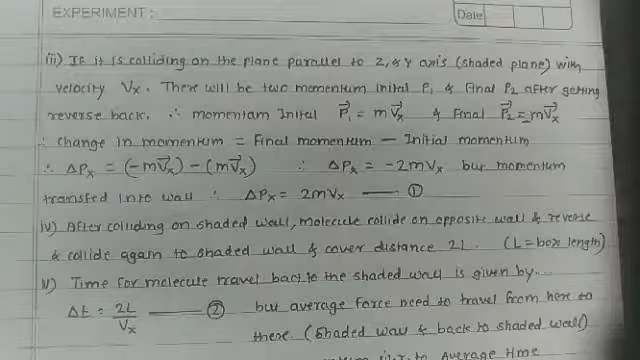 EXPERIMENT :
Date
(iii) If it is colliding on the plane parallel to Z, & Y axis (shaded plane) with
velocity Vx. There will be two momentum inital P1 & final P2 after getting
reverse back. ∴ momentam Inital P⃗1 = mV⃗x & Final P⃗2 = -mV⃗x
∴ change in momentum = Final momentum – Initial momentum
∴ ΔPx = (-mV⃗x) – (mV⃗x) ∴ ΔPx = -2mVx but momentum
transfed into wall ∴ ΔPx = 2mVx —— ①
iv) After colliding on shaded wall, molecule collide on opposite wall & reverse
& collide again to shaded wall & cover distance 2L. (L = box length)
v) Time for molecule travel back to the shaded wall is given by...
Δt = 2L/Vx —— ② but average force need to travel from here to
there. (shaded wall & back to shaded wall)
to Average time